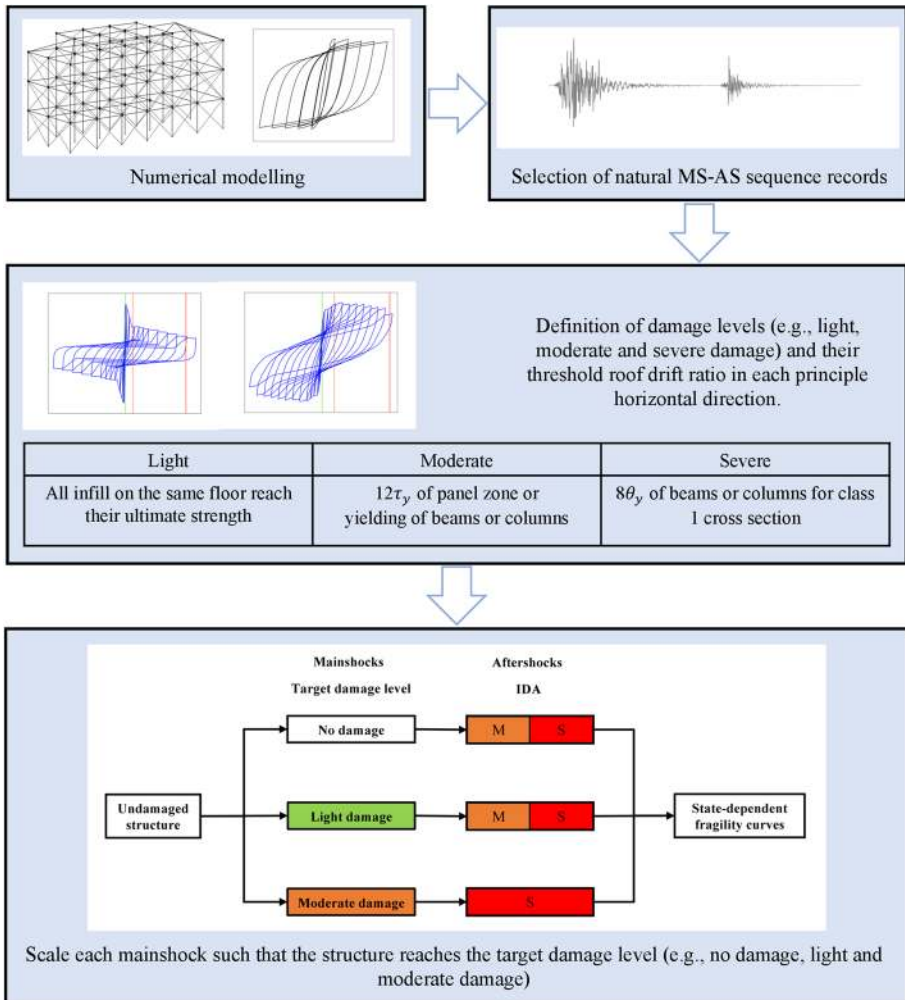 Numerical modelling
Selection of natural MS-AS sequence records
Definition of damage levels (e.g., light,
moderate and severe damage) and their
threshold roof drift ratio in each principle
horizontal direction.
Light
Moderate
Severe
All infill on the same floor reach
their ultimate strength
12τ_y of panel zone or
yielding of beams or columns
8θ_y of beams or columns for class
1 cross section
Mainshocks
Target damage level
Aftershocks
IDA
No damage
M
S
Undamaged
structure
Light damage
M
S
State-dependent
fragility curves
Moderate damage
S
Scale each mainshock such that the structure reaches the target damage level (e.g., no damage, light and
moderate damage)